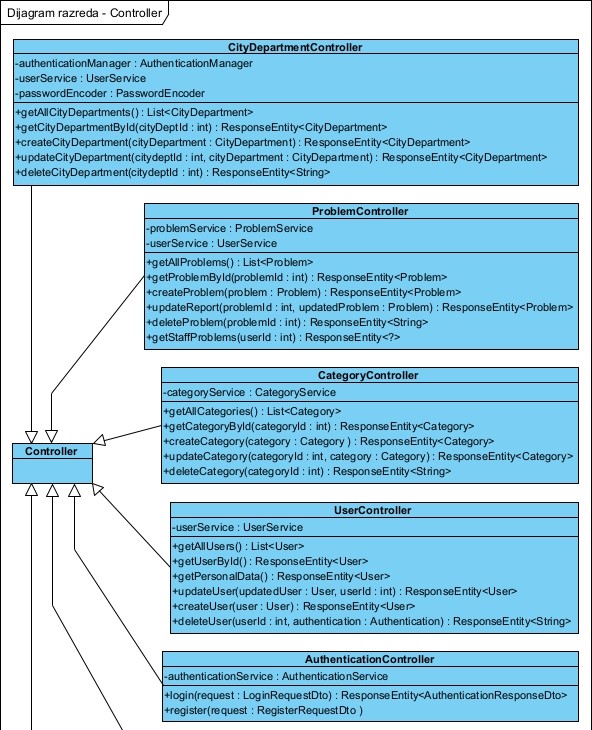 Dijagram razreda - Controller
CityDepartmentController
-authenticationManager : AuthenticationManager
-userService : UserService
-passwordEncoder : PasswordEncoder
+getAllCityDepartments() : List<CityDepartment>
+getCityDepartmentById(cityDeptId : int) : ResponseEntity<CityDepartment>
+createCityDepartment(cityDepartment : CityDepartment) : ResponseEntity<CityDepartment>
+updateCityDepartment(citydeptId : int, cityDepartment : CityDepartment) : ResponseEntity<CityDepartment>
+deleteCityDepartment(citydeptId : int) : ResponseEntity<String>
ProblemController
-problemService : ProblemService
-userService : UserService
+getAllProblems() : List<Problem>
+getProblemById(problemId : int) : ResponseEntity<Problem>
+createProblem(problem : Problem) : ResponseEntity<Problem>
+updateReport(problemId : int, updatedProblem : Problem) : ResponseEntity<Problem>
+deleteProblem(problemId : int) : ResponseEntity<String>
+getStaffProblems(userId : int) : ResponseEntity<?>
CategoryController
-categoryService : CategoryService
+getAllCategories() : List<Category>
+getCategoryById(categoryId : int) : ResponseEntity<Category>
+createCategory(category : Category ) : ResponseEntity<Category>
+updateCategory(categoryId : int, category : Category) : ResponseEntity<Category>
+deleteCategory(categoryId : int) : ResponseEntity<String>
Controller
UserController
-userService : UserService
+getAllUsers() : List<User>
+getUserById() : ResponseEntity<User>
+getPersonalData() : ResponseEntity<User>
+updateUser(updatedUser : User, userId : int) : ResponseEntity<User>
+createUser(user : User) : ResponseEntity<User>
+deleteUser(userId : int, authentication : Authentication) : ResponseEntity<String>
AuthenticationController
-authenticationService : AuthenticationService
+login(request : LoginRequestDto) : ResponseEntity<AuthenticationResponseDto>
+register(request : RegisterRequestDto )